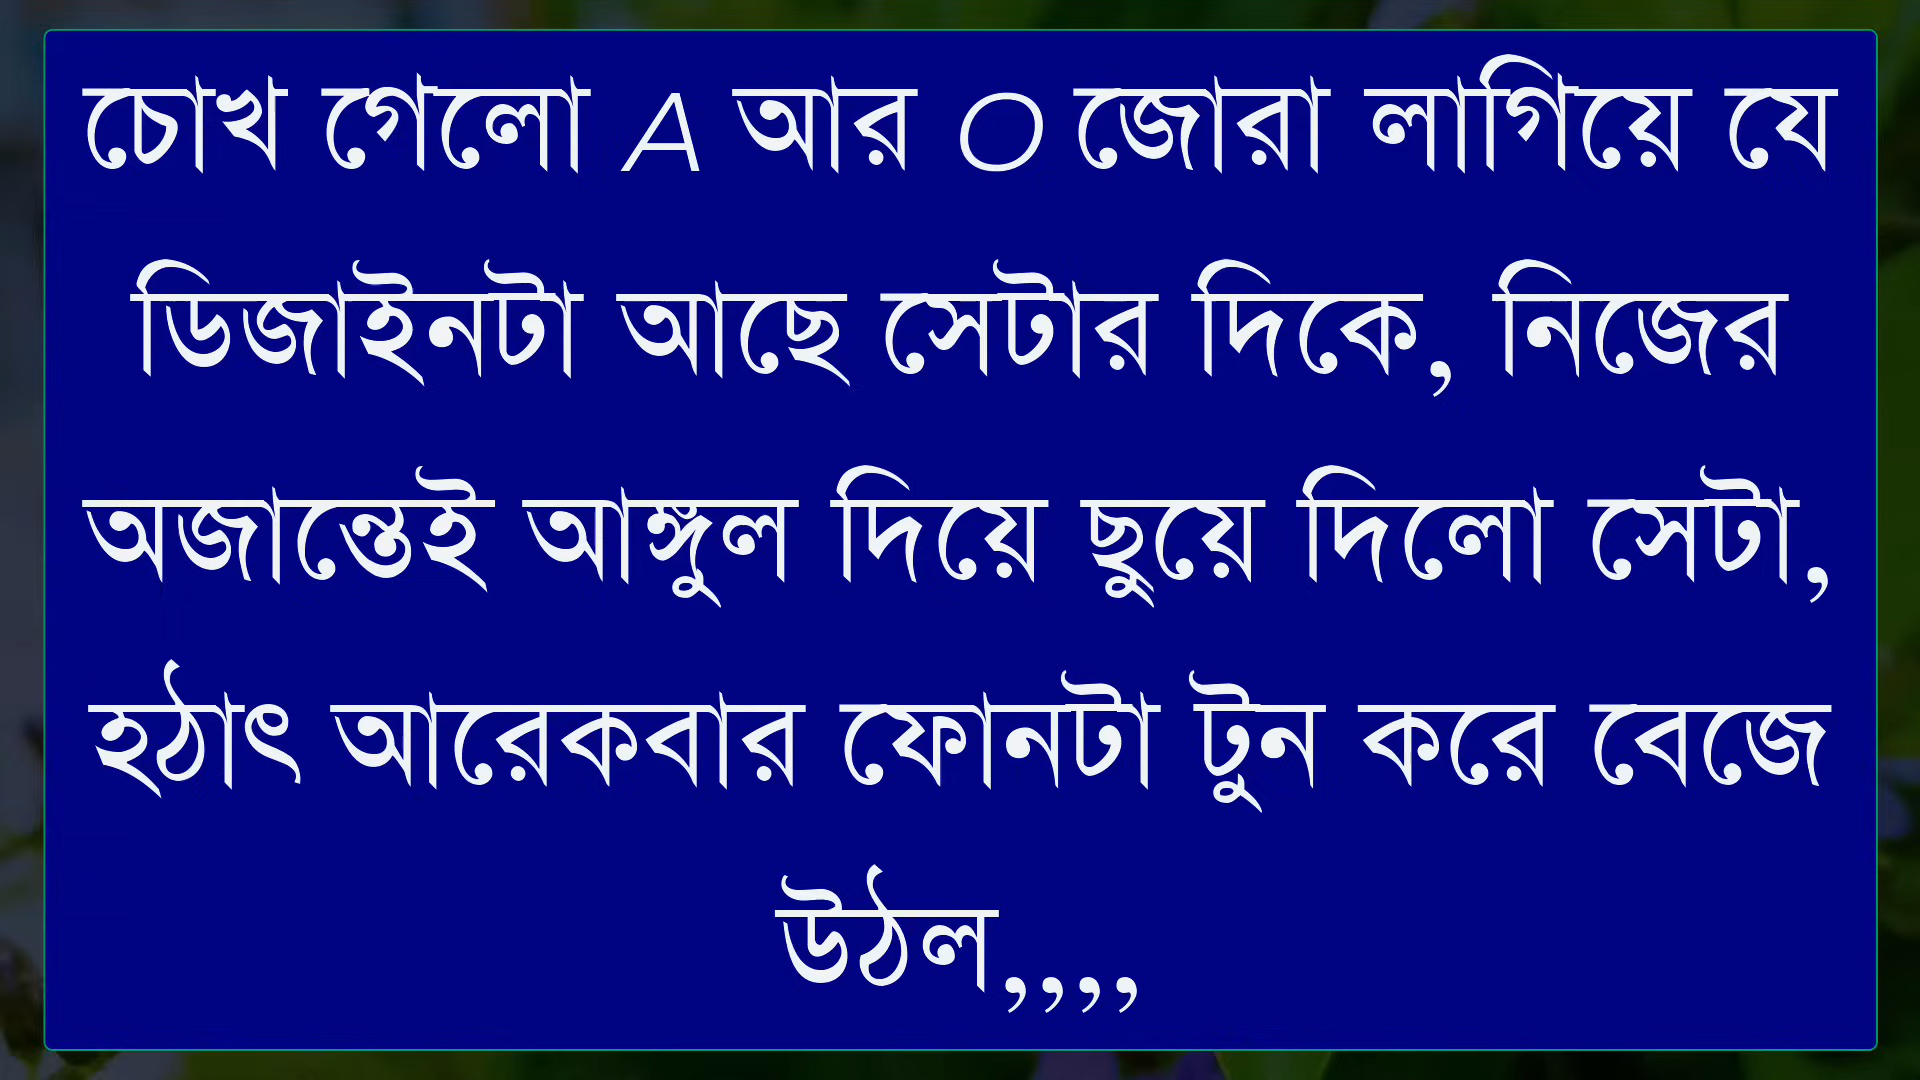 চোখ গেলো A আর O জোরা লাগিয়ে যে
ডিজাইনটা আছে সেটার দিকে, নিজের
অজান্তেই আঙ্গুল দিয়ে ছুয়ে দিলো সেটা,
হঠাৎ আরেকবার ফোনটা টুন করে বেজে
উঠল,,,,